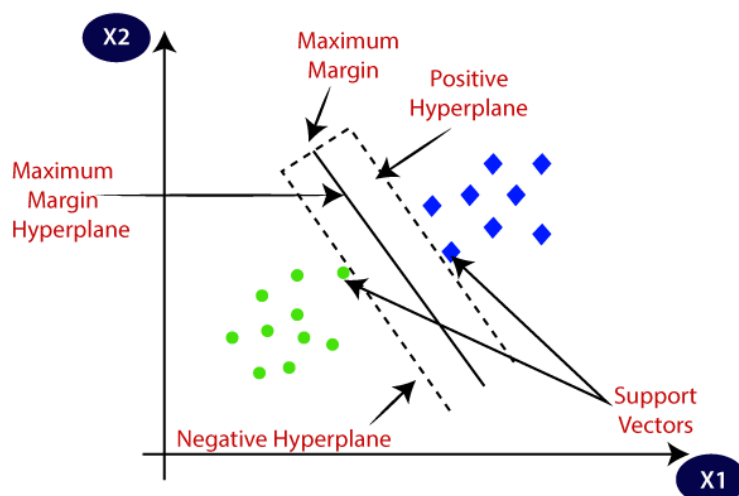 X2
Maximum
Margin
Positive
Hyperplane
Maximum
Margin
Hyperplane
Support
Vectors
Negative Hyperplane
X1